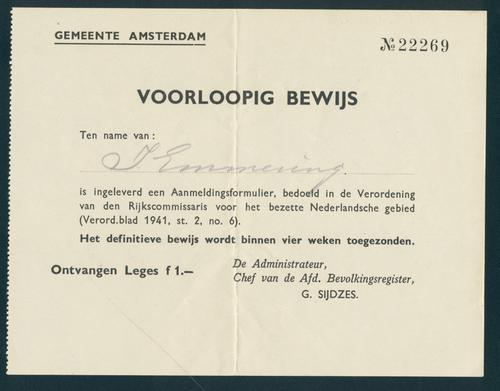 GEMEENTE AMSTERDAM
№ 22269
VOORLOOPIG BEWIJS
Ten name van:
J Emmering
is ingeleverd een Aanmeldingsformulier, bedoeld in de Verordening
van den Rijkscommissaris voor het bezette Nederlandsche gebied
(Verord.blad 1941, st. 2, no. 6).
Het definitieve bewijs wordt binnen vier weken toegezonden.
Ontvangen Leges f 1.—
De Administrateur,
Chef van de Afd. Bevolkingsregister,
G. SIJDZES.